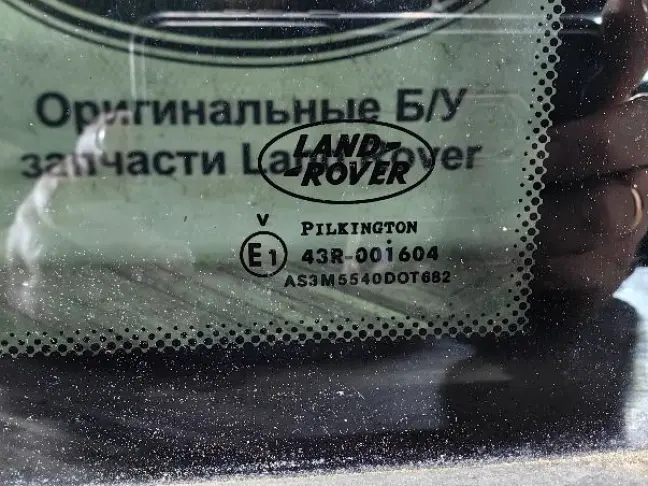 Оригинальные Б/У
запчасти Land Rover
LAND-
-ROVER
V
PILKINGTON
E1 43R-001604
AS3M5540DOT682